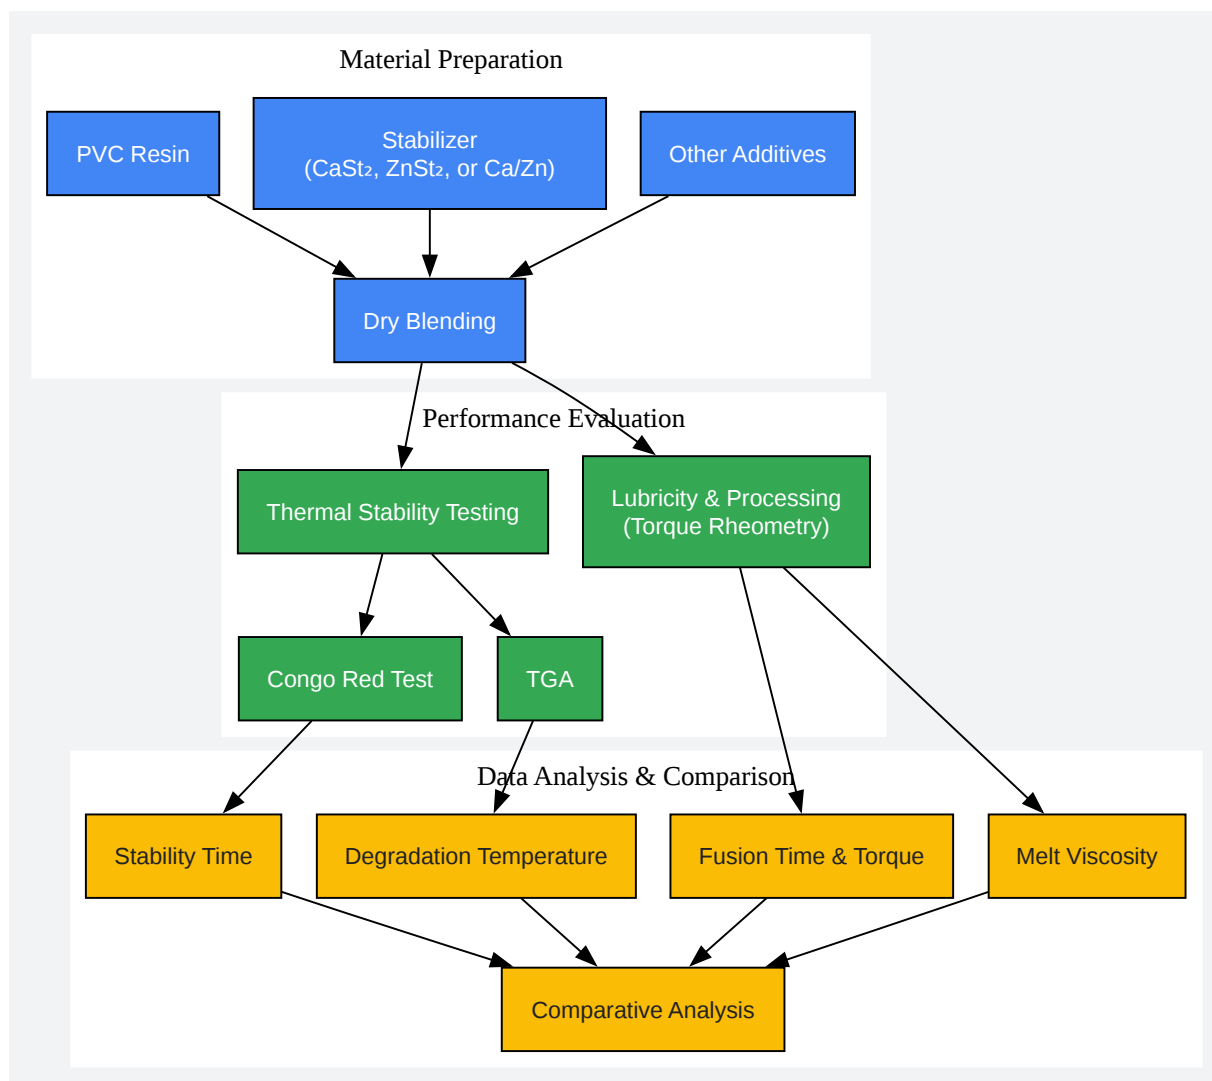 Material Preparation
PVC Resin
Stabilizer
(CaSt₂, ZnSt₂, or Ca/Zn)
Other Additives
Dry Blending
Performance Evaluation
Thermal Stability Testing
Lubricity & Processing
(Torque Rheometry)
Congo Red Test
TGA
Data Analysis & Comparison
Stability Time
Degradation Temperature
Fusion Time & Torque
Melt Viscosity
Comparative Analysis